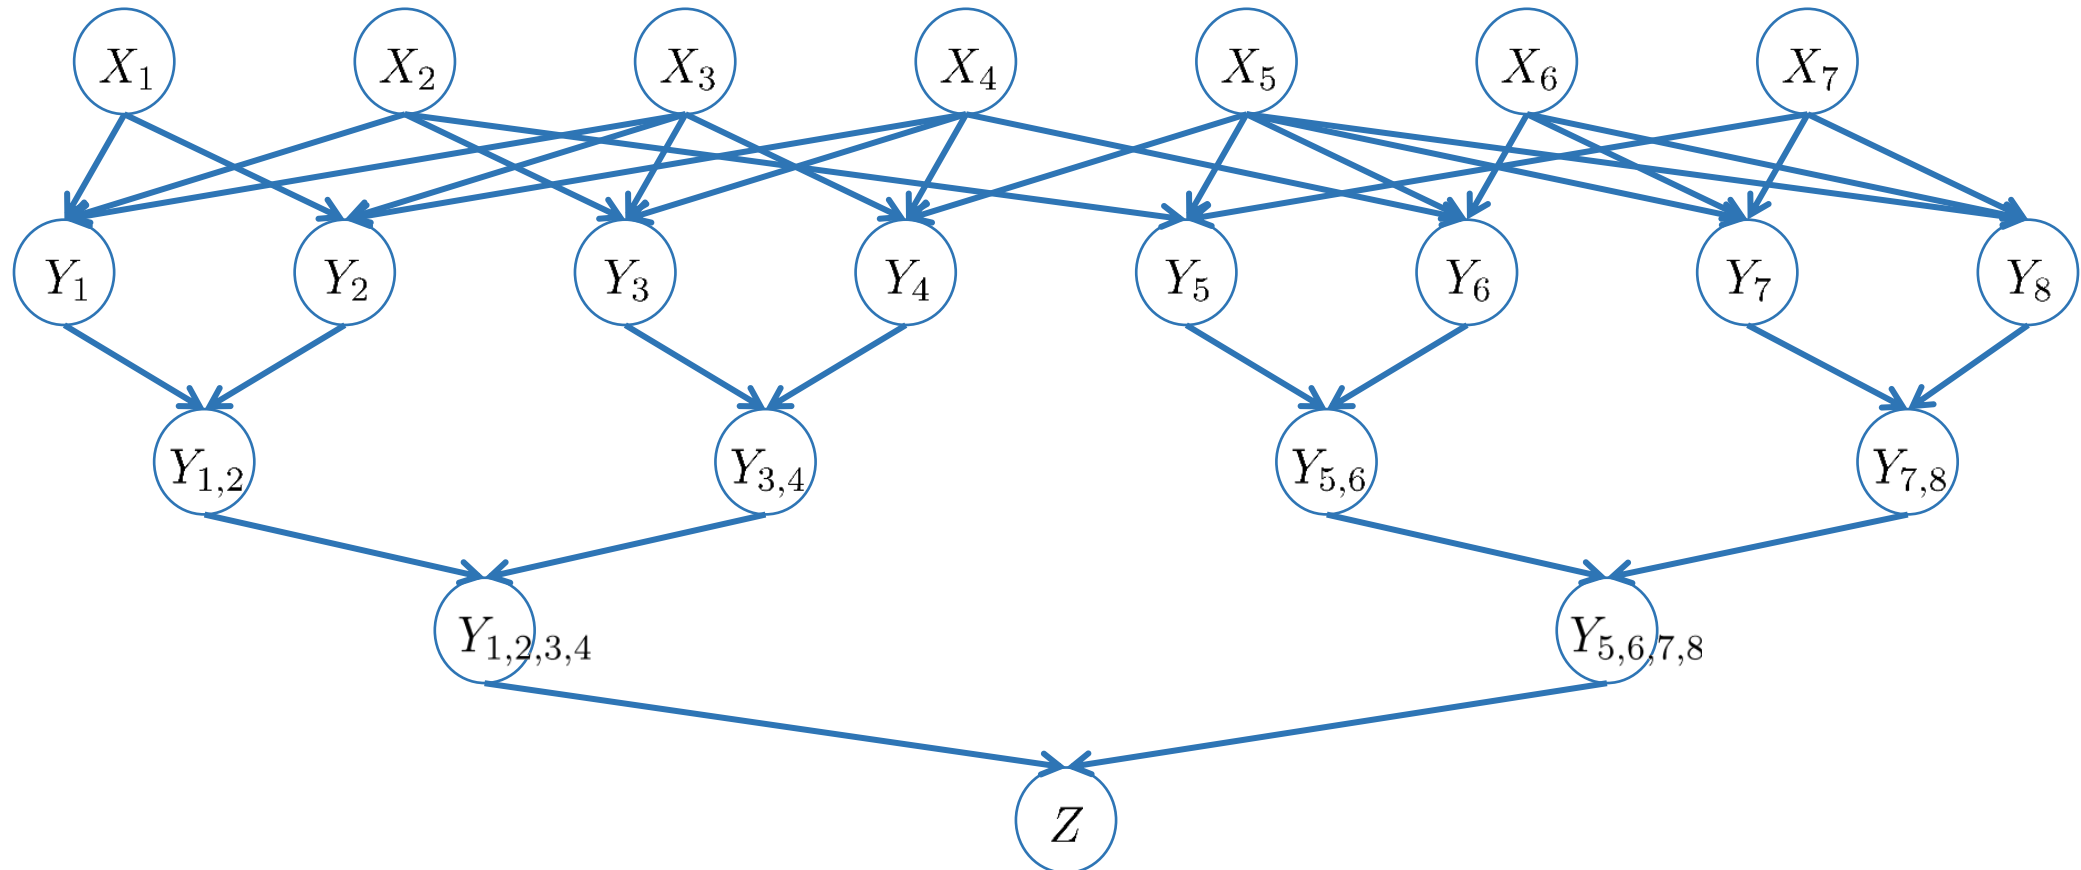 X₁ X₂ X₃ X₄ X₅ X₆ X₇
Y₁ Y₂ Y₃ Y₄ Y₅ Y₆ Y₇ Y₈
Y₁,₂ Y₃,₄ Y₅,₆ Y₇,₈
Y₁,₂,₃,₄ Y₅,₆,₇,₈
Z